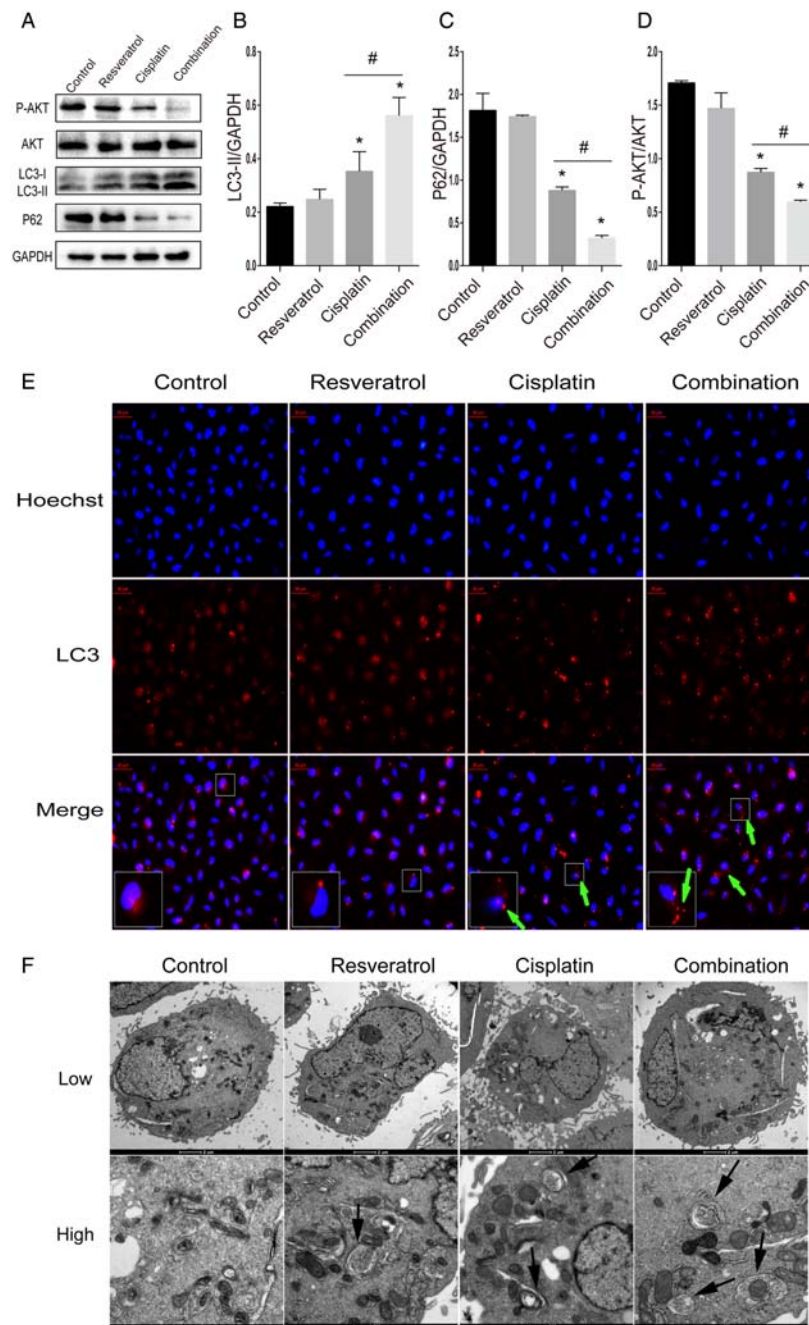 A
Control
Resveratrol
Cisplatin
Combination
P-AKT
AKT
LC3-I
LC3-II
P62
GAPDH
B
LC3-II/GAPDH
0.8
0.6
0.4
0.2
0.0
*
#
*
Control
Resveratrol
Cisplatin
Combination
C
P62/GAPDH
2.5
2.0
1.5
1.0
0.5
0.0
*
#
*
Control
Resveratrol
Cisplatin
Combination
D
P-AKT/AKT
2.0
1.5
1.0
0.5
0.0
*
#
*
Control
Resveratrol
Cisplatin
Combination
E
Control Resveratrol Cisplatin Combination
Hoechst
LC3
Merge
F
Control Resveratrol Cisplatin Combination
Low
High